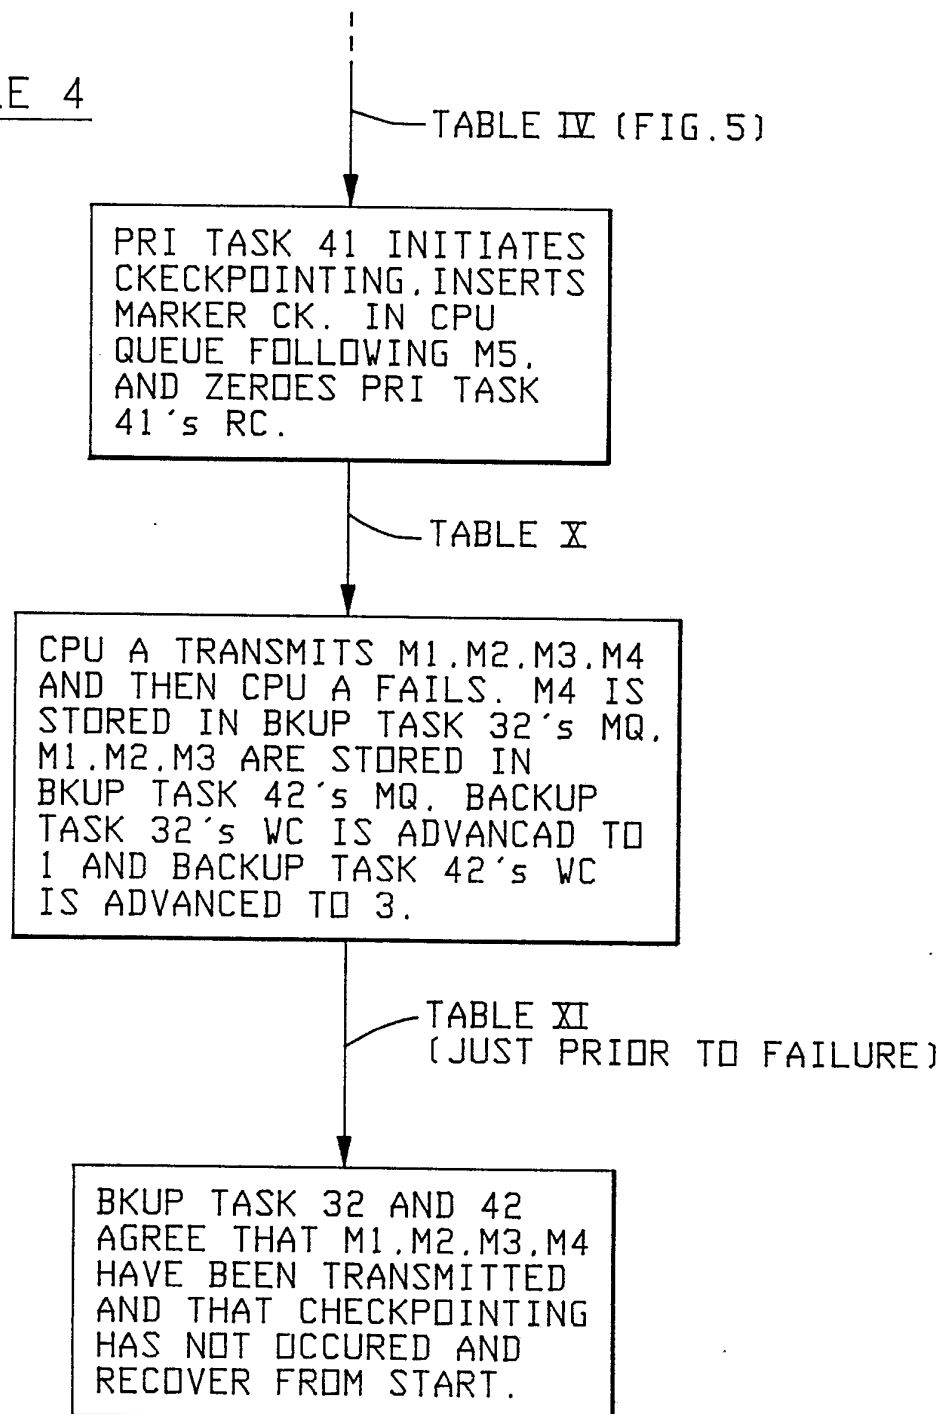 E 4
TABLE IV (FIG.5)
PRI TASK 41 INITIATES
CKECKPOINTING, INSERTS
MARKER CK. IN CPU
QUEUE FOLLOWING M5,
AND ZEROES PRI TASK
41's RC.
TABLE X
CPU A TRANSMITS M1,M2,M3,M4
AND THEN CPU A FAILS. M4 IS
STORED IN BKUP TASK 32's MQ,
M1,M2,M3 ARE STORED IN
BKUP TASK 42's MQ, BACKUP
TASK 32's WC IS ADVANCAD TO
1 AND BACKUP TASK 42's WC
IS ADVANCED TO 3.
TABLE XI
(JUST PRIOR TO FAILURE)
BKUP TASK 32 AND 42
AGREE THAT M1,M2,M3,M4
HAVE BEEN TRANSMITTED
AND THAT CHECKPOINTING
HAS NOT OCCURED AND
RECOVER FROM START.